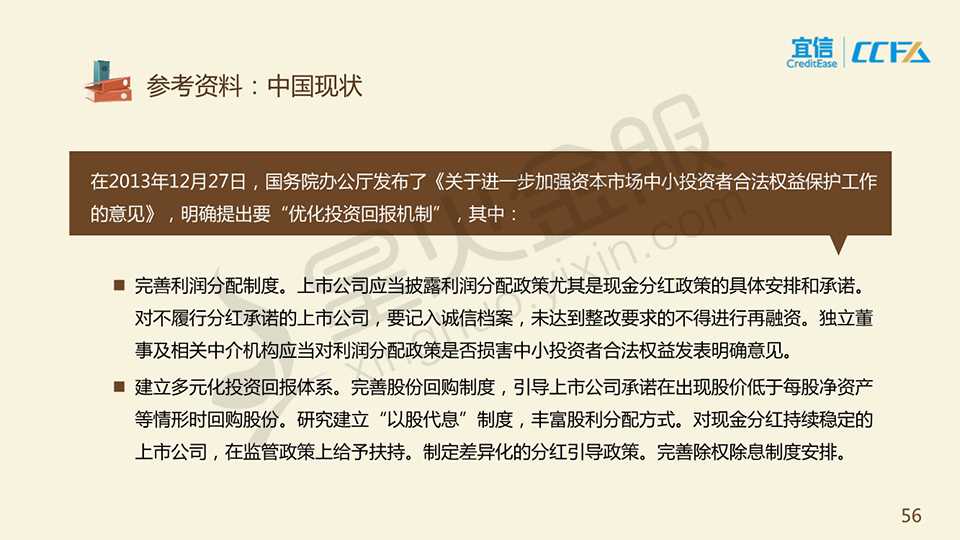 宜信
CreditEase
CCFA
参考资料：中国现状
在2013年12月27日，国务院办公厅发布了《关于进一步加强资本市场中小投资者合法权益保护工作
的意见》，明确提出要“优化投资回报机制”，其中：
■ 完善利润分配制度。上市公司应当披露利润分配政策尤其是现金分红政策的具体安排和承诺。
对不履行分红承诺的上市公司，要记入诚信档案，未达到整改要求的不得进行再融资。独立董
事及相关中介机构应当对利润分配政策是否损害中小投资者合法权益发表明确意见。
■ 建立多元化投资回报体系。完善股份回购制度，引导上市公司承诺在出现股价低于每股净资产
等情形时回购股份。研究建立“以股代息”制度，丰富股利分配方式。对现金分红持续稳定的
上市公司，在监管政策上给予扶持。制定差异化的分红引导政策。完善除权除息制度安排。
星火金服
xinghuo.yixin.com
56